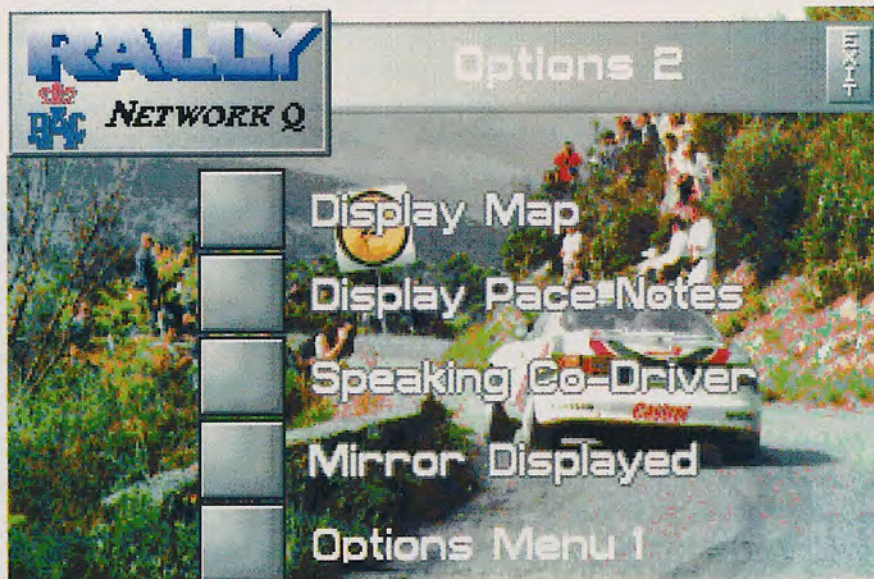 RALLY
RAC
NETWORK Q
Options 2
EXIT
Display Map
Display Pace-Notes
Speaking Co-Driver
Mirror Displayed
Castrol
Options Menu 1